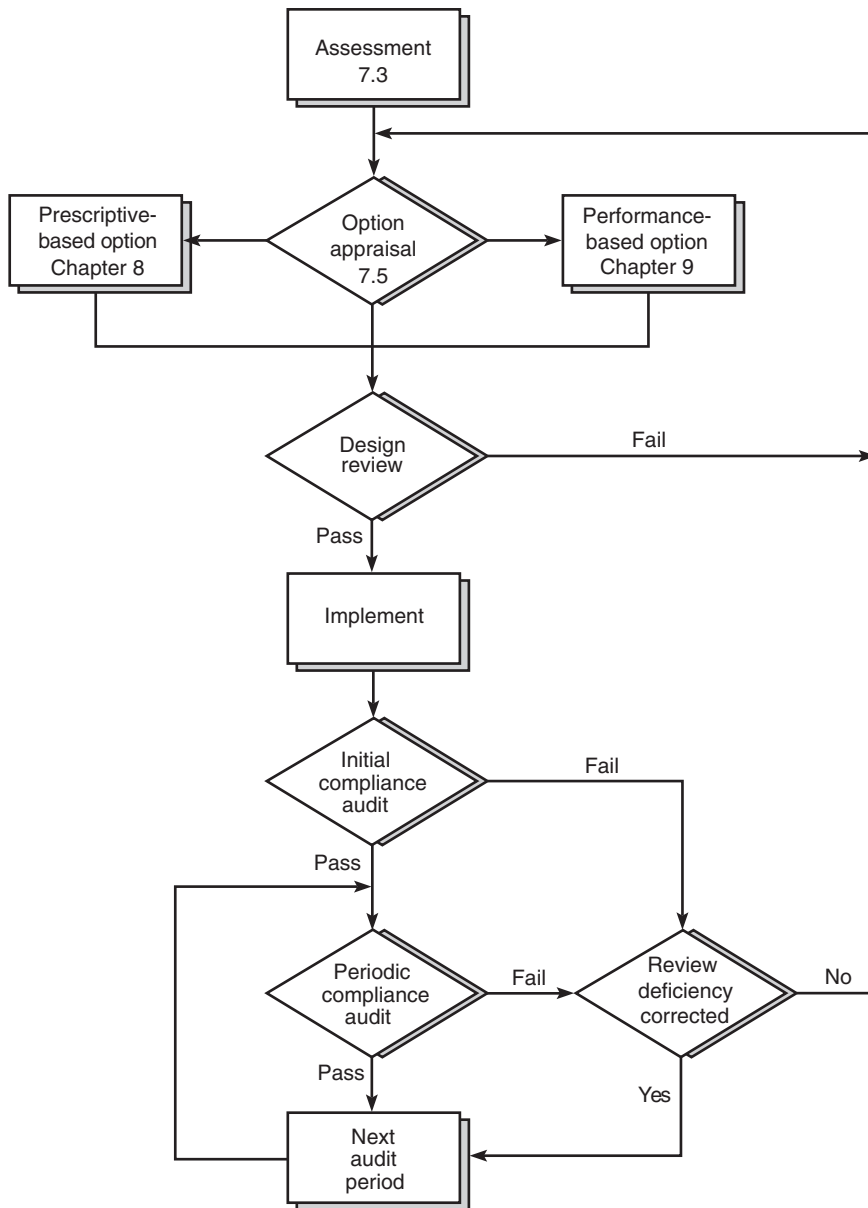 Assessment
7.3
Prescriptive-
based option
Chapter 8
Option
appraisal
7.5
Performance-
based option
Chapter 9
Design
review
Fail
Pass
Implement
Initial
compliance
audit
Fail
Pass
Periodic
compliance
audit
Fail
Review
deficiency
corrected
No
Pass
Yes
Next
audit
period